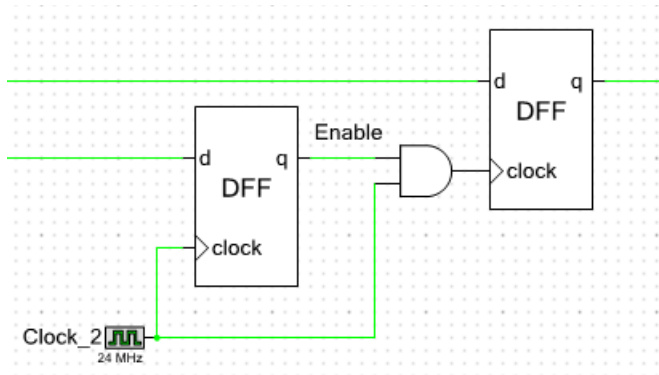 d q
DFF
clock
Enable
d q
DFF
clock
Clock_2
24 MHz